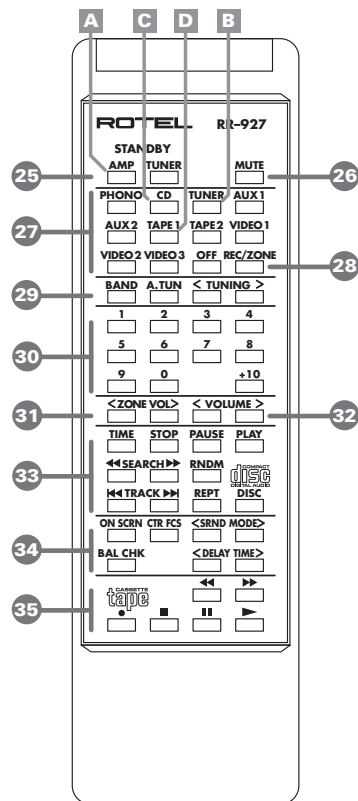 A C D B
ROTEL RR-927
STANDBY
25 AMP TUNER MUTE 26
PHONO CD TUNER AUX 1
27
AUX 2 TAPE 1 TAPE 2 VIDEO 1
VIDEO 2 VIDEO 3 OFF REC/ZONE 28
29 BAND A.TUN < TUNING >
1 2 3 4
30
5 6 7 8
9 0 +10
31 <ZONE VOL> < VOLUME > 32
TIME STOP PAUSE PLAY
33 ◀◀SEARCH▶▶ RNDM COMPACT disc DIGITAL AUDIO
|◀◀ TRACK ▶▶| REPT DISC
ON SCRN CTR FCS <SRND MODE>
34
BAL CHK <DELAY TIME>
◀◀ ▶▶
35 CASSETTE tape
● ■ ❚❚ ▶